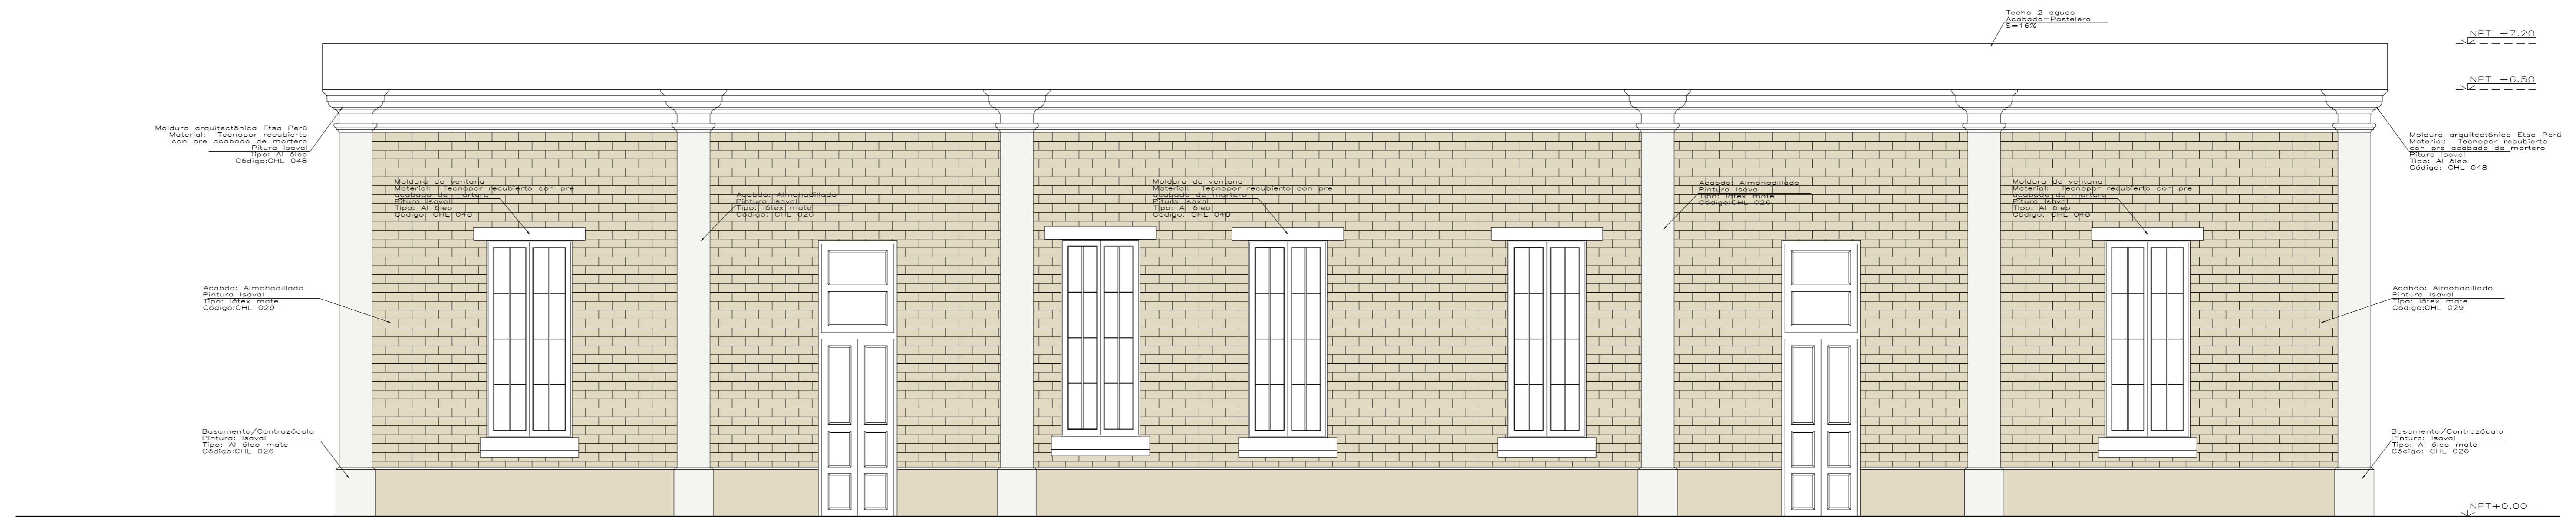 Techo 2 aguas
Acabado=Pastelero
S=16%
NPT +7.20
NPT +6.50
Moldura arquitectónica Etsa Perú
Material: Tecnopor recubierto
con pre acabado de mortero
Pitura Isaval
Tipo: Al óleo
Código:CHL 048
Moldura de ventana
Material: Tecnopor recubierto con pre
acabado de mortero
Pitura Isaval
Tipo: Al óleo
Código: CHL 048
Acabdo: Almohadillado
Pintura Isaval
Tipo: látex mate
Código: CHL 026
Moldura de ventana
Material: Tecnopor recubierto con pre
acabado de mortero
Pitura Isaval
Tipo: Al óleo
Código: CHL 048
Acabdo: Almohadillado
Pintura Isaval
Tipo: látex mate
Código:CHL 026
Moldura de ventana
Material: Tecnopor recubierto con pre
acabado de mortero
Pitura Isaval
Tipo: Al óleo
Código: CHL 048
Moldura arquitectónica Etsa Perú
Material: Tecnopor recubierto
con pre acabado de mortero
Pitura Isaval
Tipo: Al óleo
Código:CHL 048
Acabdo: Almohadillado
Pintura Isaval
Tipo: látex mate
Código:CHL 029
Acabdo: Almohadillado
Pintura Isaval
Tipo: látex mate
Código:CHL 029
Basamento/Contrazócalo
Pintura: Isaval
Tipo: Al óleo mate
Código:CHL 026
Basamento/Contrazócalo
Pintura: Isaval
Tipo: Al óleo mate
Código:CHL 026
NPT+0.00